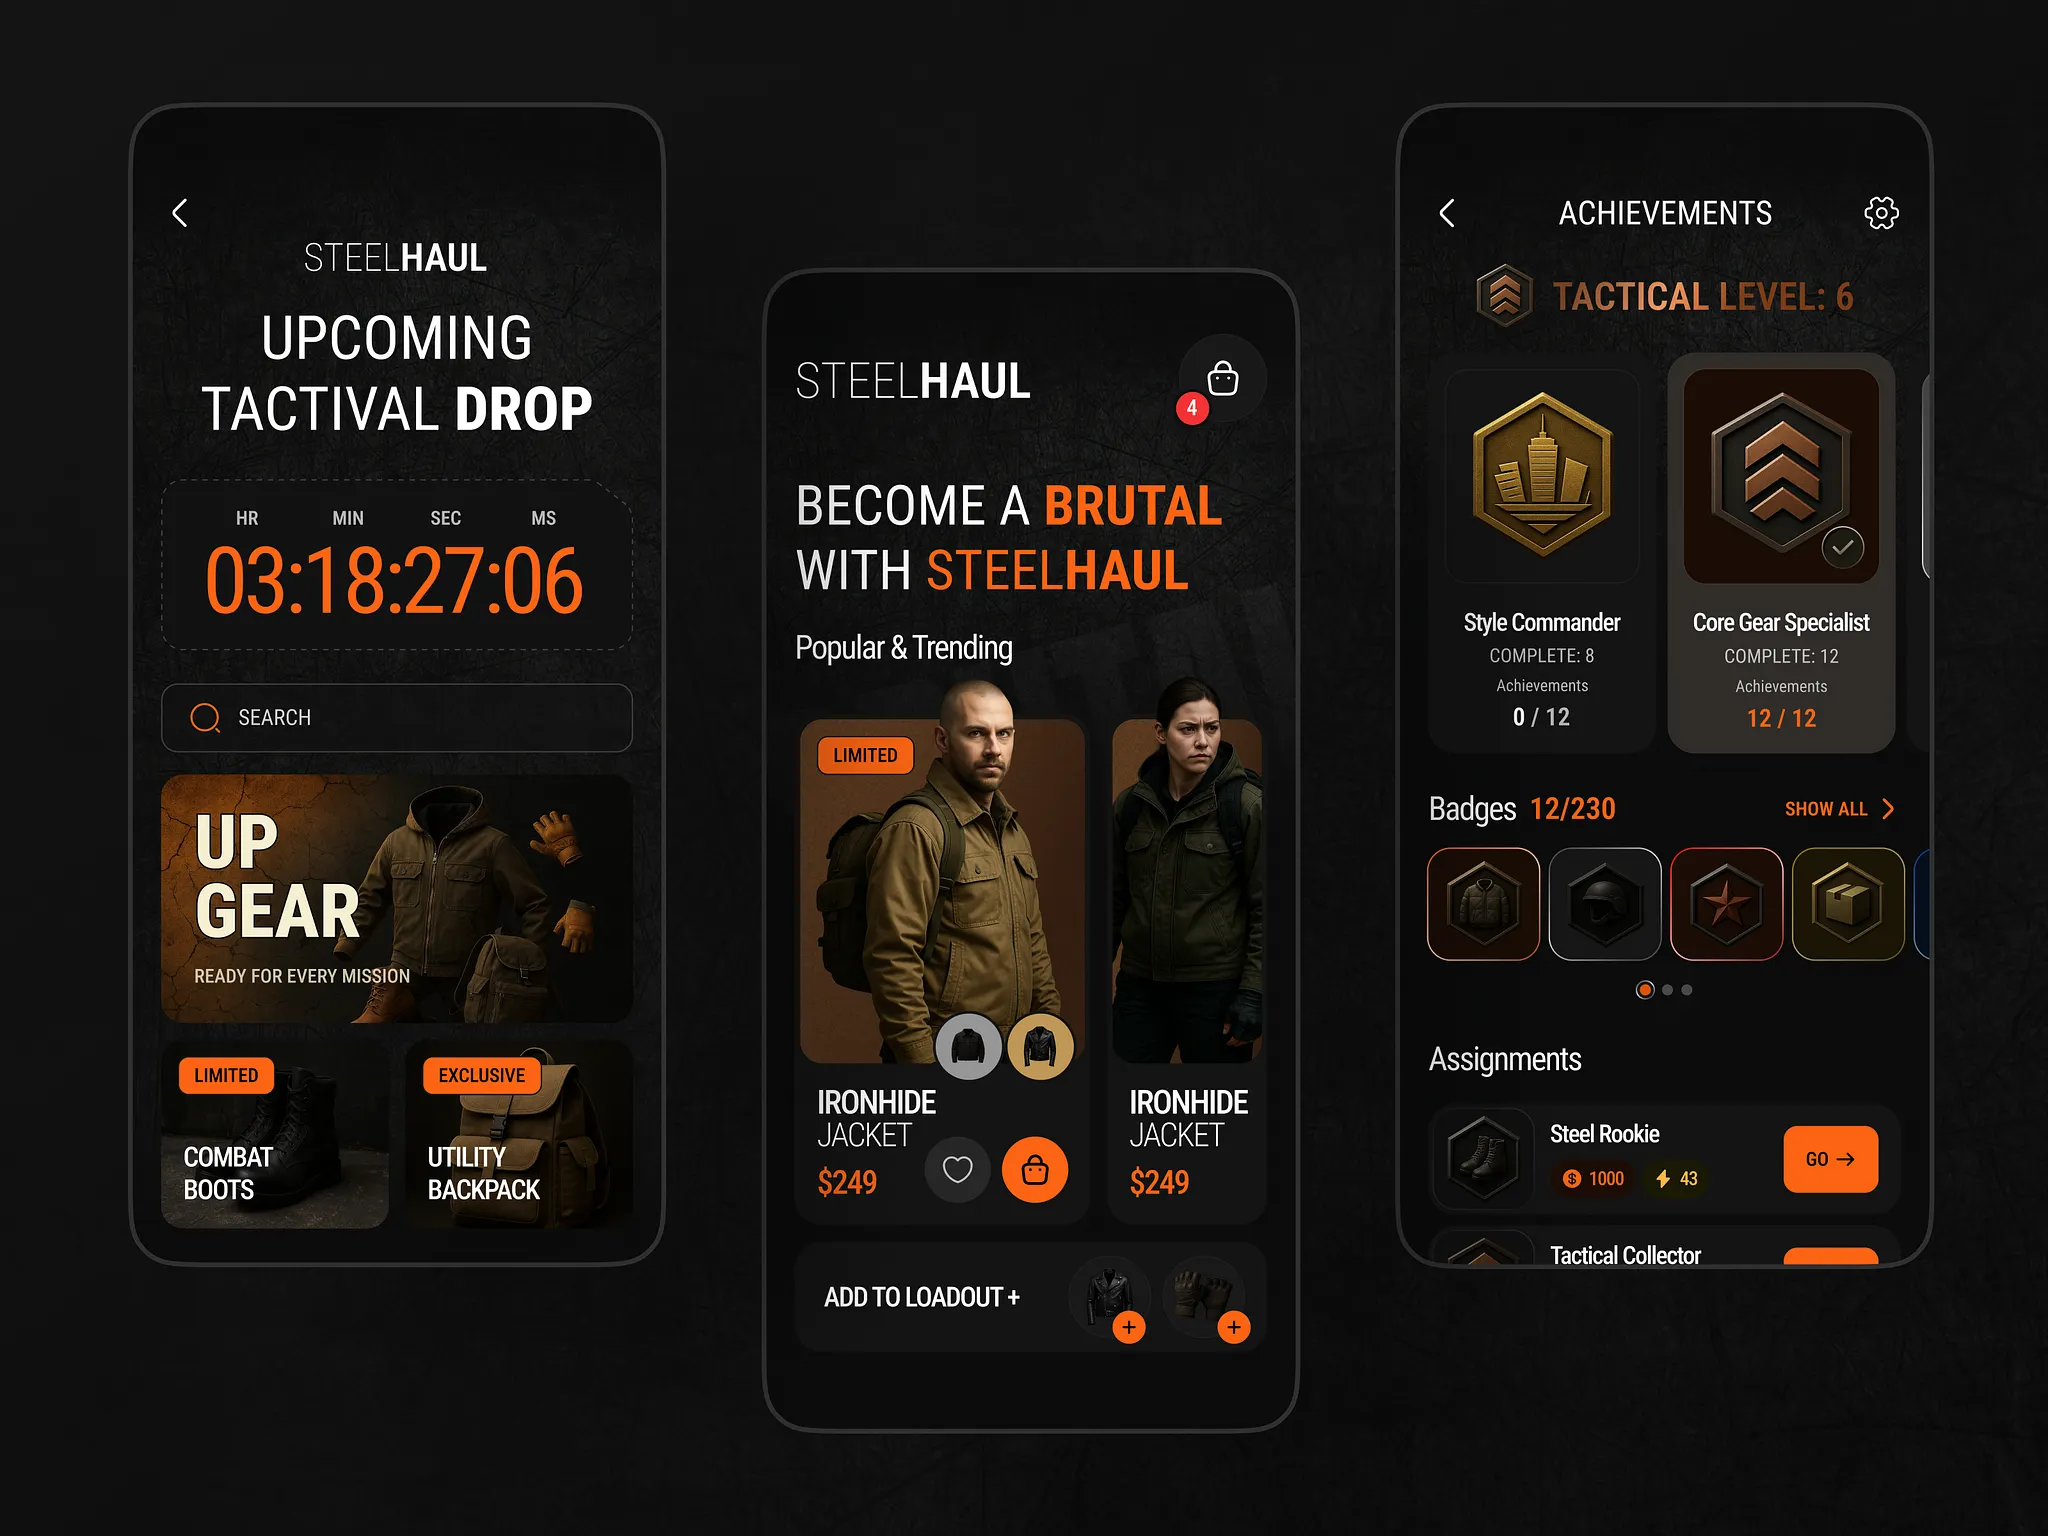 STEELHAUL
UPCOMING
TACTIVAL DROP
HR MIN SEC MS
03:18:27:06
SEARCH
UP
GEAR
READY FOR EVERY MISSION
LIMITED
COMBAT
BOOTS
EXCLUSIVE
UTILITY
BACKPACK
STEELHAUL
4
BECOME A BRUTAL
WITH STEELHAUL
Popular & Trending
LIMITED
IRONHIDE
JACKET
$249
IRONHIDE
JACKET
$249
ADD TO LOADOUT +
ACHIEVEMENTS
TACTICAL LEVEL: 6
Style Commander
COMPLETE: 8
Achievements
0 / 12
Core Gear Specialist
COMPLETE: 12
Achievements
12 / 12
Badges 12/230
SHOW ALL
Assignments
Steel Rookie
1000 43
GO →
Tactical Collector